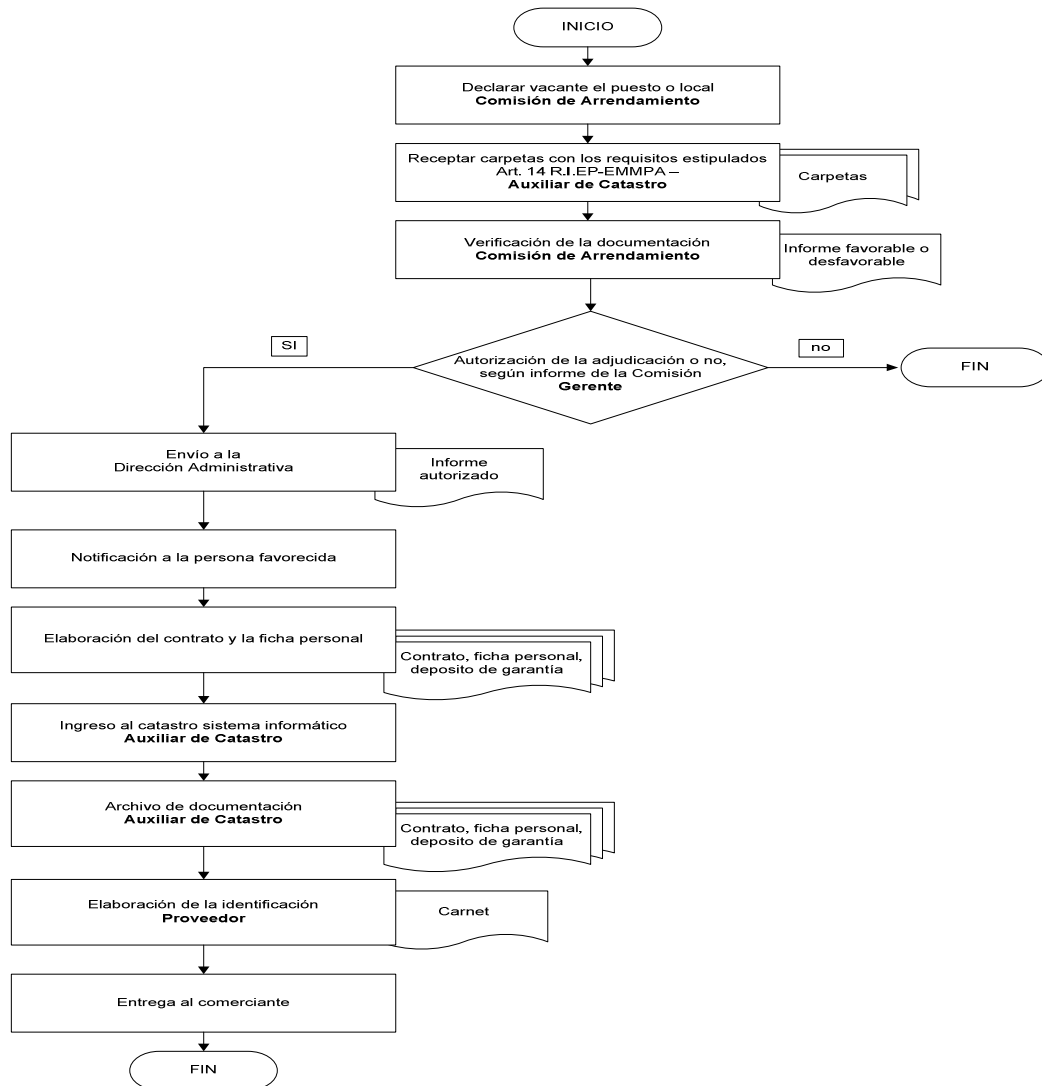 INICIO
Declarar vacante el puesto o local
Comisión de Arrendamiento
Receptar carpetas con los requisitos estipulados
Art. 14 R.I.EP-EMMPA –
Auxiliar de Catastro
Carpetas
Verificación de la documentación
Comisión de Arrendamiento
Informe favorable o
desfavorable
SI
Autorización de la adjudicación o no,
según informe de la Comisión
Gerente
no
FIN
Envío a la
Dirección Administrativa
Informe
autorizado
Notificación a la persona favorecida
Elaboración del contrato y la ficha personal
Contrato, ficha personal,
deposito de garantía
Ingreso al catastro sistema informático
Auxiliar de Catastro
Archivo de documentación
Auxiliar de Catastro
Contrato, ficha personal,
deposito de garantía
Elaboración de la identificación
Proveedor
Carnet
Entrega al comerciante
FIN